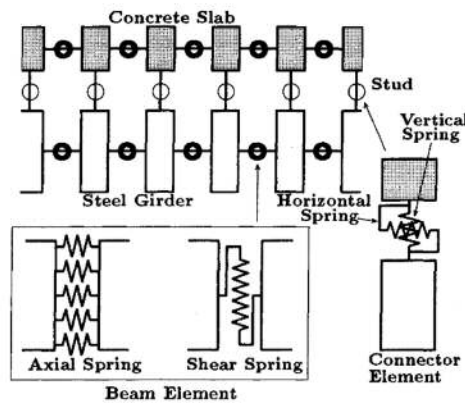 Concrete Slab
Stud
Vertical
Spring
Steel Girder
Horizontal
Spring
Axial Spring
Shear Spring
Connector
Element
Beam Element